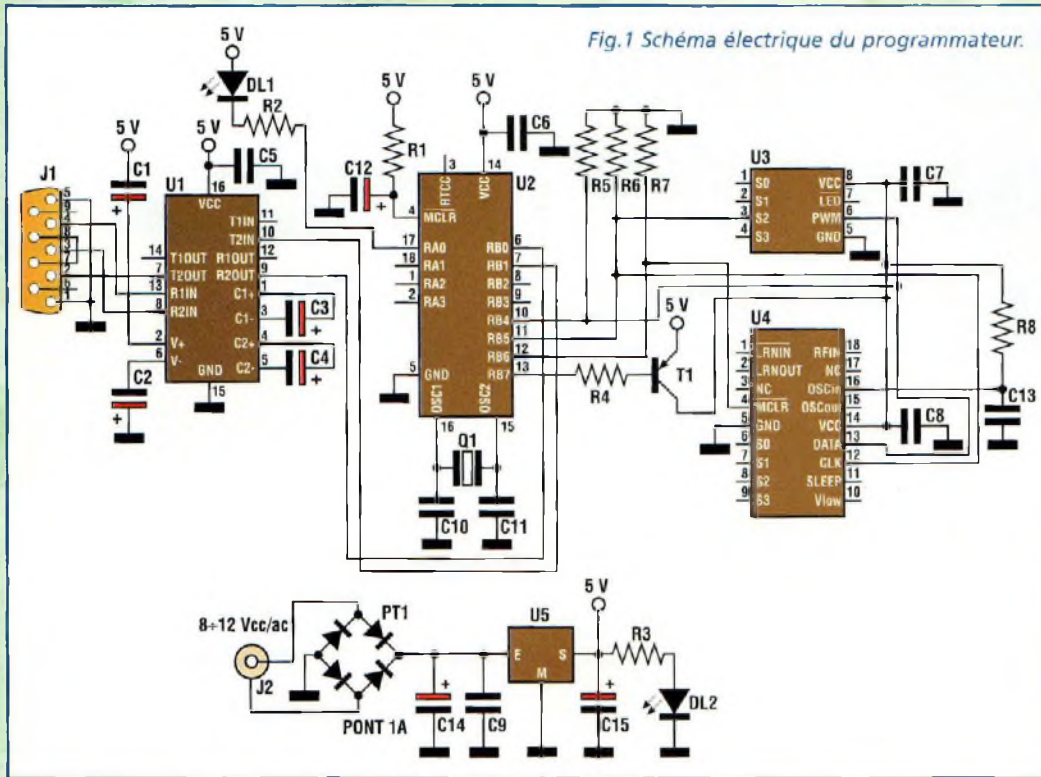 Fig.1 Schéma électrique du programmateur.
5 V
DL1
R2
5 V
5 V
5 V
C1
C5
J1
U1
16
VCC
T1IN 11
T2IN 10
14 T1OUT
R1OUT 12
7 T2OUT
R2OUT 9
13 R1IN
C1+ 1
8 R2IN
C1- 3
C3
2 V+
C2+ 4
6 V-
C2- 5
C4
GND
15
C2
5 V
R1
C12
C6
3
14
RTCC
VCC
U2
4 MCLR
17 RA0
RB0 6
18 RA1
RB1 7
1 RA2
RB2 8
2 RA3
RB3 9
RB4 10
RB5 11
RB6 12
5 GND
RB7 13
OSC1
OSC2
16
15
Q1
C10
C11
R5
R6
R7
R4
5 V
T1
U3
1 S0
VCC 8
2 S1
LED 7
3 S2
PWM 6
4 S3
GND 5
C7
R8
C13
U4
1 LRNIN
RFIN 18
2 LRNOUT
NC 17
3 NC
OSCin 16
4 MCLR
OSCout 15
5 GND
VCC 14
6 S0
DATA 13
7 S1
CLK 12
8 S2
SLEEP 11
9 S3
Vlow 10
C8
8÷12 Vcc/ac
J2
PT1
PONT 1A
C14
C9
U5
E
S
M
5 V
C15
R3
DL2